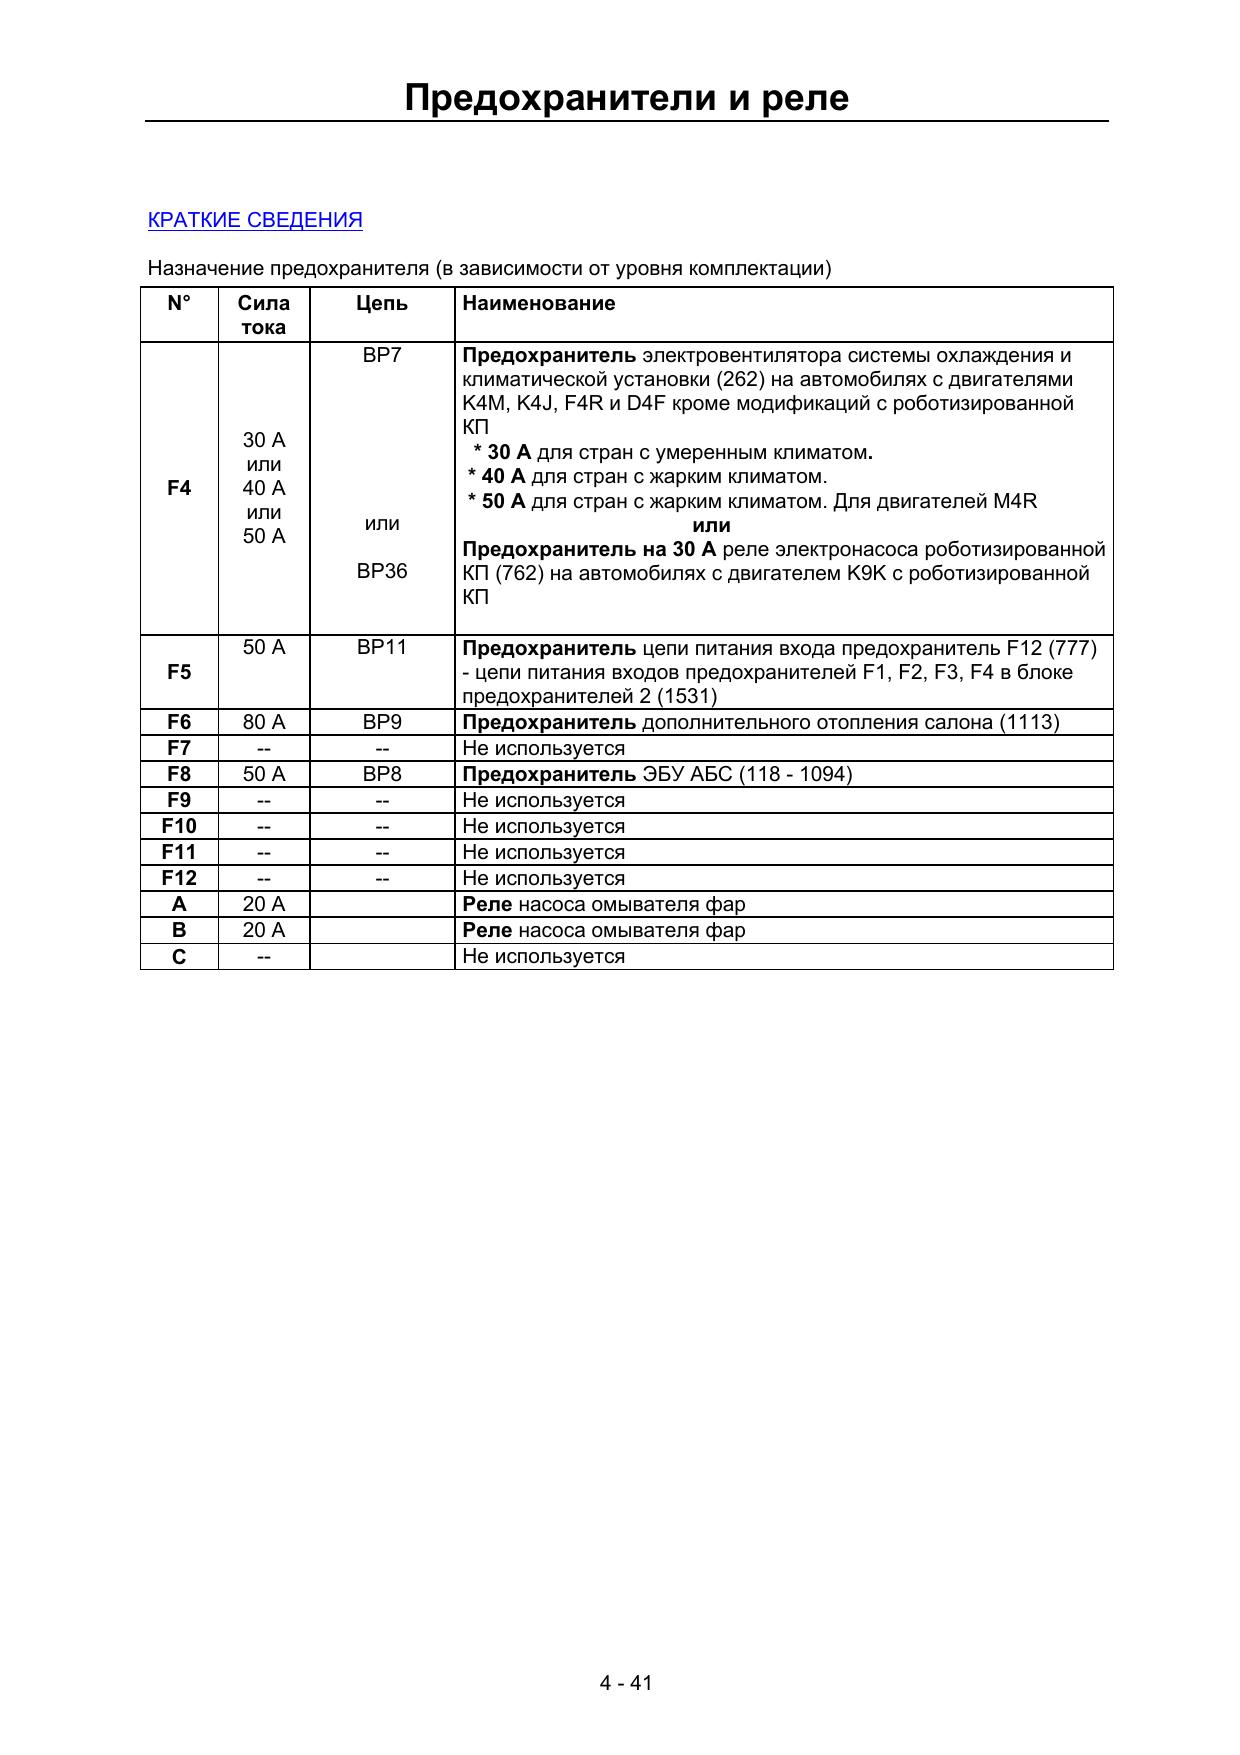 Предохранители и реле
КРАТКИЕ СВЕДЕНИЯ
Назначение предохранителя (в зависимости от уровня комплектации)
N° Сила тока Цепь Наименование
F4
30 А
или
40 А
или
50 А
BP7
или
BP36
Предохранитель электровентилятора системы охлаждения и
климатической установки (262) на автомобилях с двигателями
K4M, K4J, F4R и D4F кроме модификаций с роботизированной
КП
* 30 А для стран с умеренным климатом.
* 40 А для стран с жарким климатом.
* 50 А для стран с жарким климатом. Для двигателей M4R
или
Предохранитель на 30 А реле электронасоса роботизированной
КП (762) на автомобилях с двигателем K9K с роботизированной
КП
F5 50 А BP11 Предохранитель цепи питания входа предохранитель F12 (777)
- цепи питания входов предохранителей F1, F2, F3, F4 в блоке
предохранителей 2 (1531)
F6 80 А BP9 Предохранитель дополнительного отопления салона (1113)
F7 -- -- Не используется
F8 50 А BP8 Предохранитель ЭБУ АБС (118 - 1094)
F9 -- -- Не используется
F10 -- -- Не используется
F11 -- -- Не используется
F12 -- -- Не используется
A 20 А Реле насоса омывателя фар
B 20 А Реле насоса омывателя фар
C -- Не используется
4 - 41